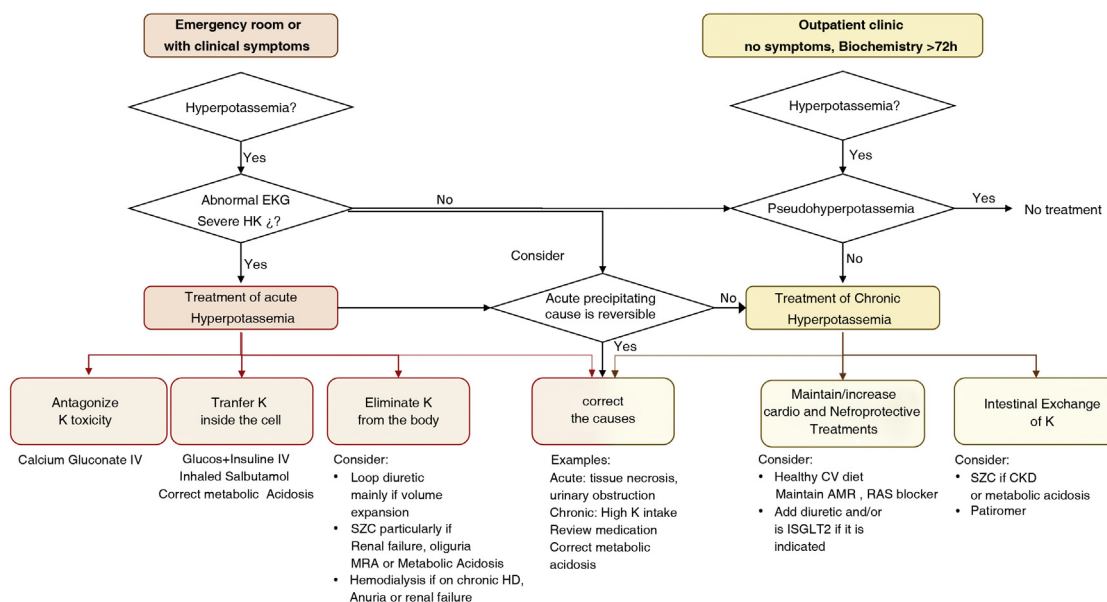 Emergency room or
with clinical symptoms
Outpatient clinic
no symptoms, Biochemistry >72h
Hyperpotassemia?
Hyperpotassemia?
Yes
Yes
Abnormal EKG
Severe HK ¿?
No
Pseudohyperpotassemia
Yes
No treatment
Yes
Consider
No
Treatment of acute
Hyperpotassemia
Acute precipitating
cause is reversible
No
Treatment of Chronic
Hyperpotassemia
Yes
Antagonize
K toxicity
Tranfer K
inside the cell
Eliminate K
from the body
correct
the causes
Maintain/increase
cardio and Nefroprotective
Treatments
Intestinal Exchange
of K
Calcium Gluconate IV
Glucos+Insuline IV
Inhaled Salbutamol
Correct metabolic Acidosis
Consider:
• Loop diuretic
mainly if volume
expansion
• SZC particularly if
Renal failure, oliguria
MRA or Metabolic Acidosis
• Hemodialysis if on chronic HD,
Anuria or renal failure
Examples:
Acute: tissue necrosis,
urinary obstruction
Chronic: High K intake
Review medication
Correct metabolic
acidosis
Consider:
• Healthy CV diet
Maintain AMR , RAS blocker
• Add diuretic and/or
is ISGLT2 if it is
indicated
Consider:
• SZC if CKD
or metabolic acidosis
• Patiromer